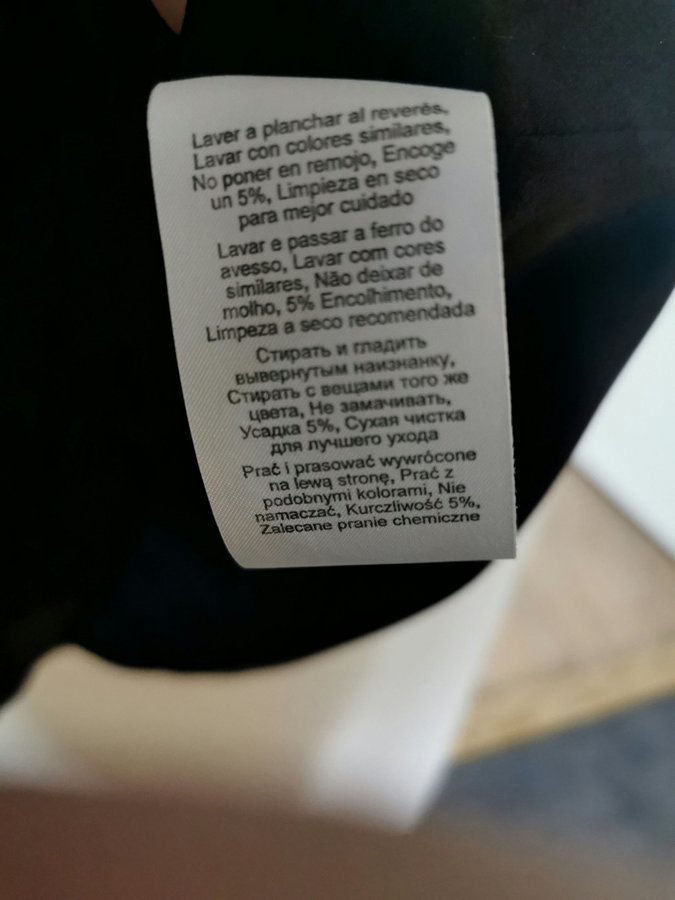 Laver a planchar al reverés,
Lavar con colores similares,
No poner en remojo, Encoge
un 5%, Limpieza en seco
para mejor cuidado
Lavar e passar a ferro do
avesso, Lavar com cores
similares, Não deixar de
molho, 5% Encolhimento,
Limpeza a seco recomendada
Стирать и гладить
вывернутым наизнанку,
Стирать с вещами того же
цвета, Не замачивать,
Усадка 5%, Сухая чистка
для лучшего ухода
Prać i prasować wywrócone
na lewą stronę, Prać z
podobnymi kolorami, Nie
namaczać, Kurczliwość 5%,
Zalecane pranie chemiczne